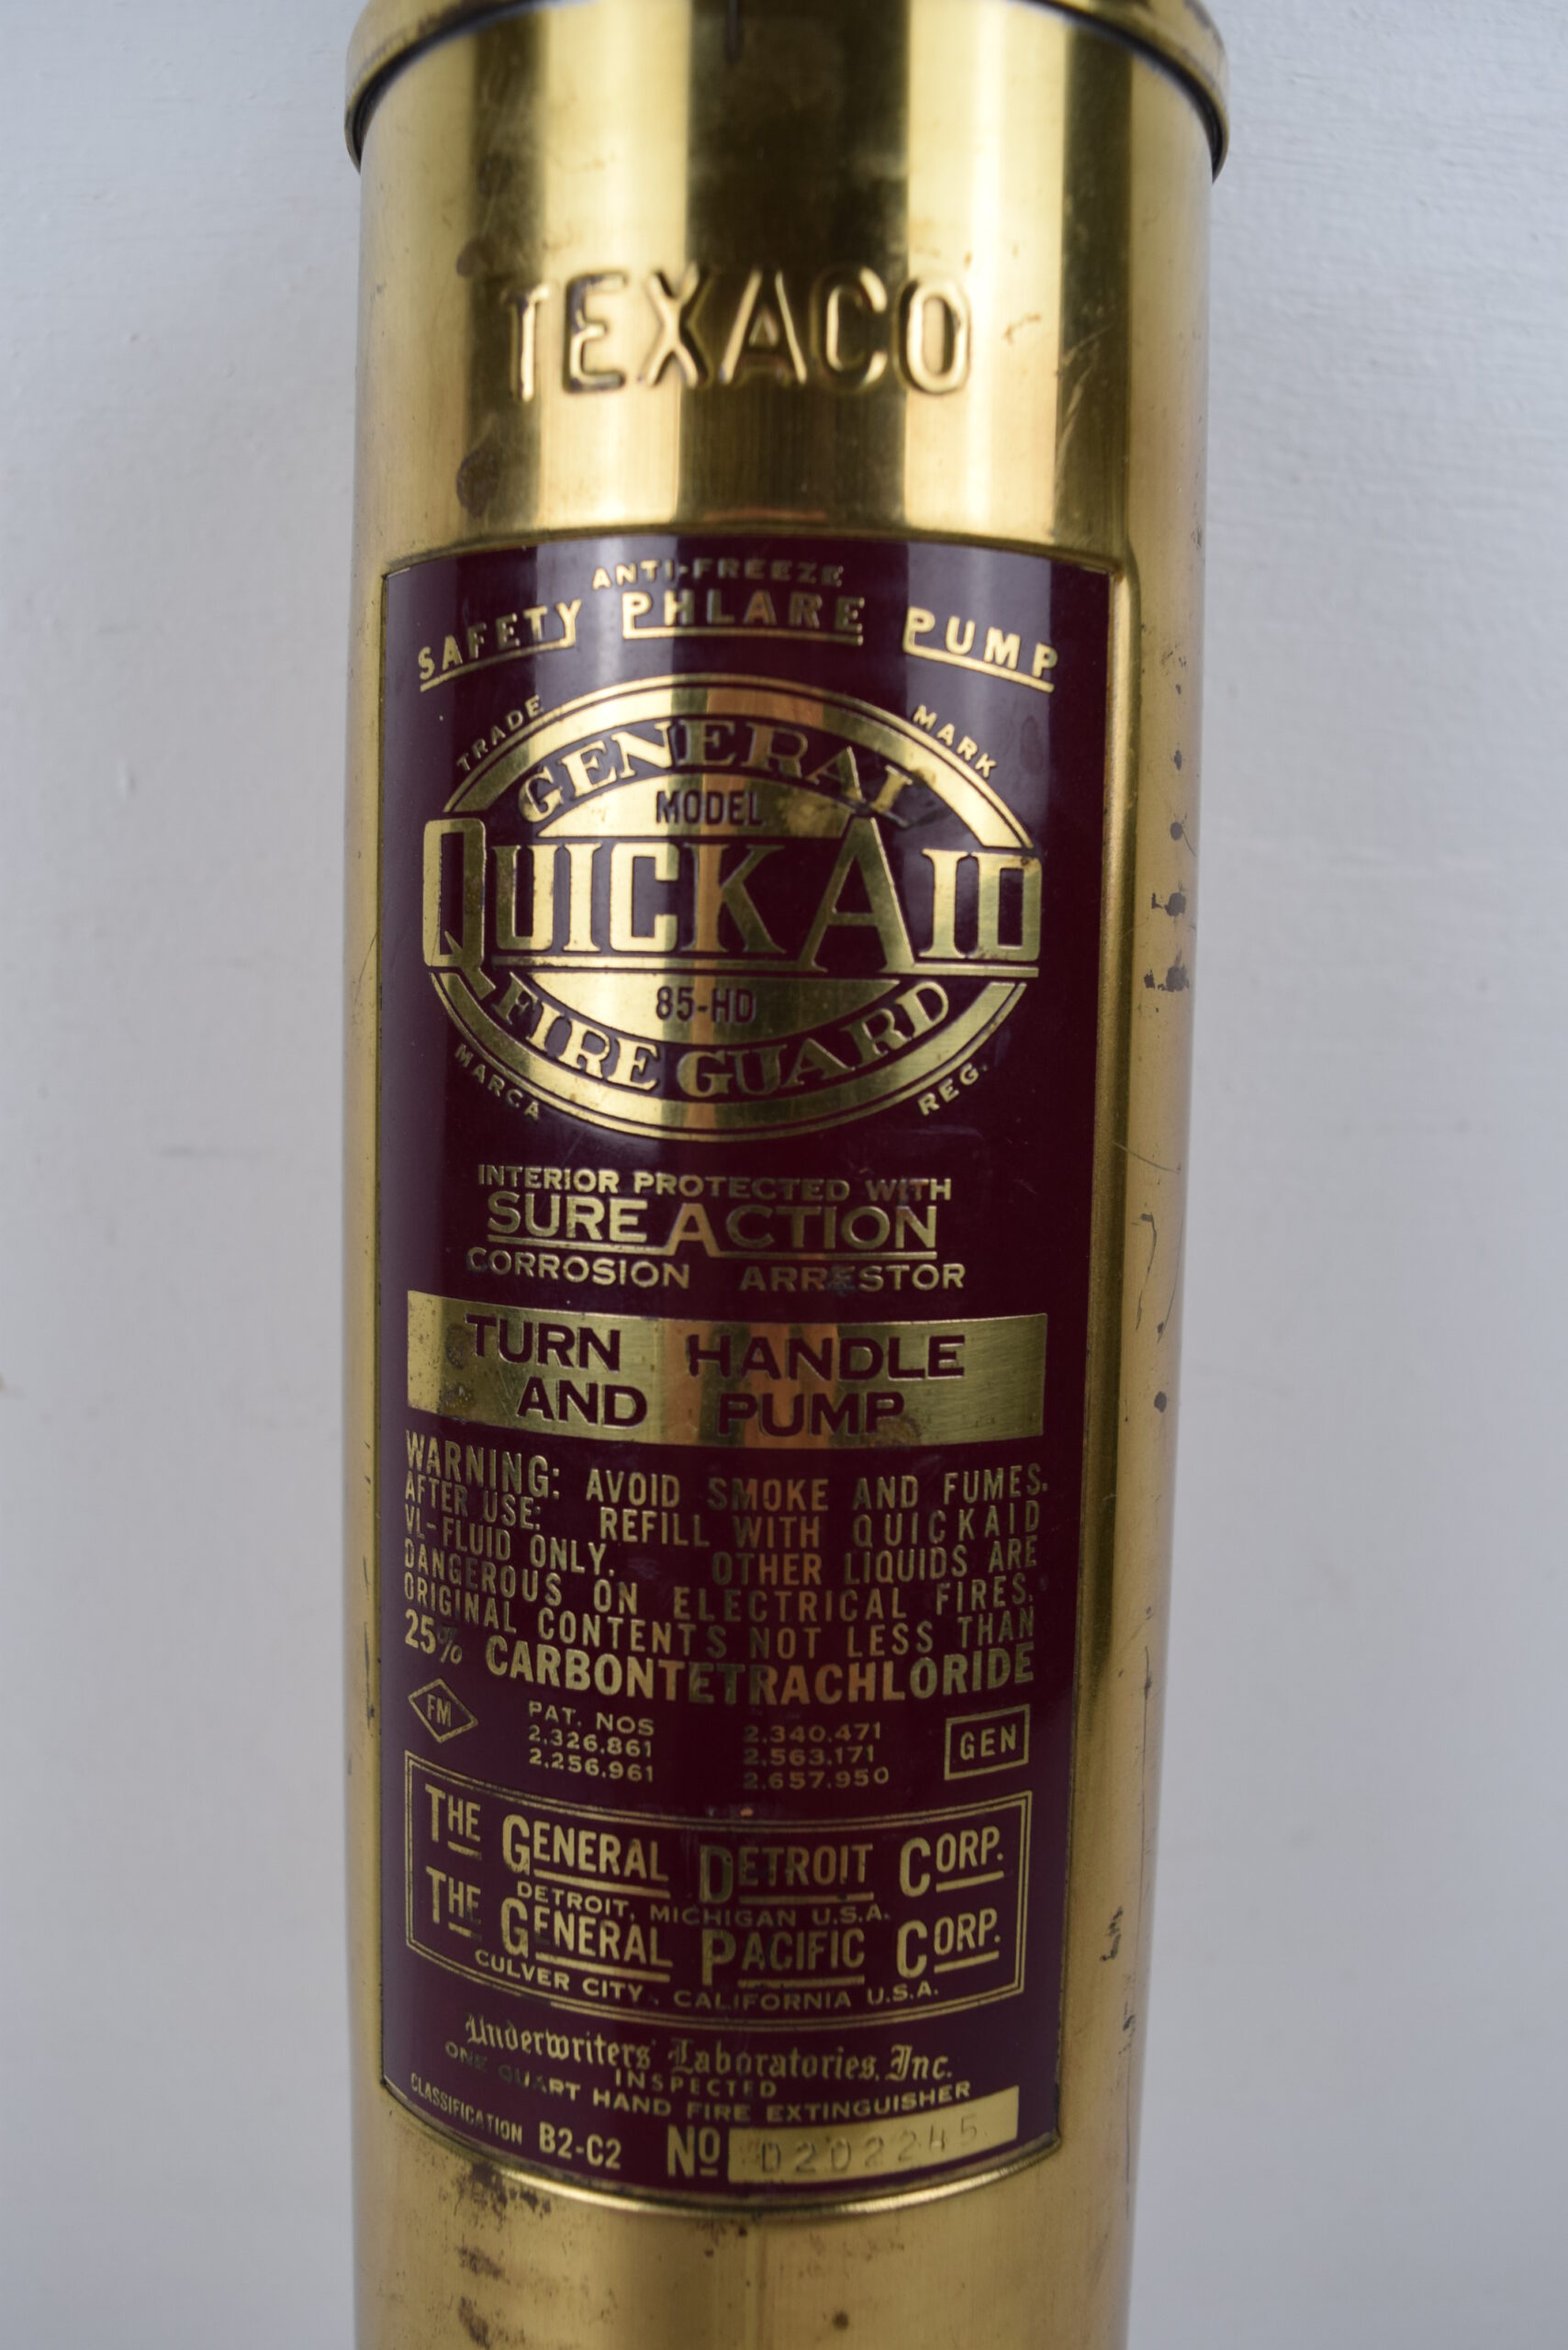 TEXACO
ANTI-FREEZE
SAFETY PHLARE PUMP
TRADE MARK
GENERAL
MODEL
QUICKAID
85-HD
FIRE GUARD
MARCA REG.
INTERIOR PROTECTED WITH
SURE ACTION
CORROSION ARRESTOR
TURN HANDLE
AND PUMP
WARNING: AVOID SMOKE AND FUMES.
AFTER USE: REFILL WITH QUICKAID
VL-FLUID ONLY. OTHER LIQUIDS ARE
DANGEROUS ON ELECTRICAL FIRES.
ORIGINAL CONTENTS NOT LESS THAN
25% CARBONTETRACHLORIDE
FM
PAT. NOS 2,340,471
2,326,861 2,563,171
2,256,961 2,657,950
GEN
THE GENERAL DETROIT CORP.
DETROIT, MICHIGAN U.S.A.
THE GENERAL PACIFIC CORP.
CULVER CITY, CALIFORNIA U.S.A.
Underwriters' Laboratories, Inc.
INSPECTED
ONE QUART HAND FIRE EXTINGUISHER
CLASSIFICATION B2-C2 No D202245